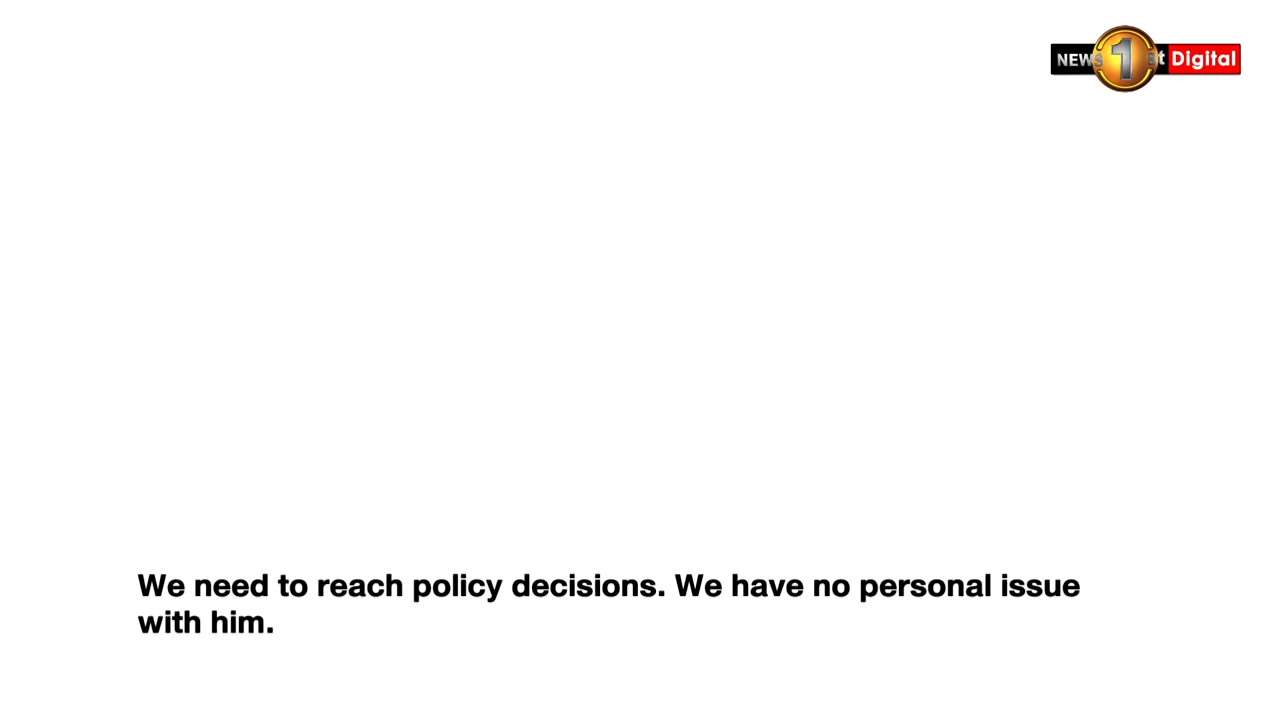 NEWS 1st Digital
We need to reach policy decisions. We have no personal issue
with him.